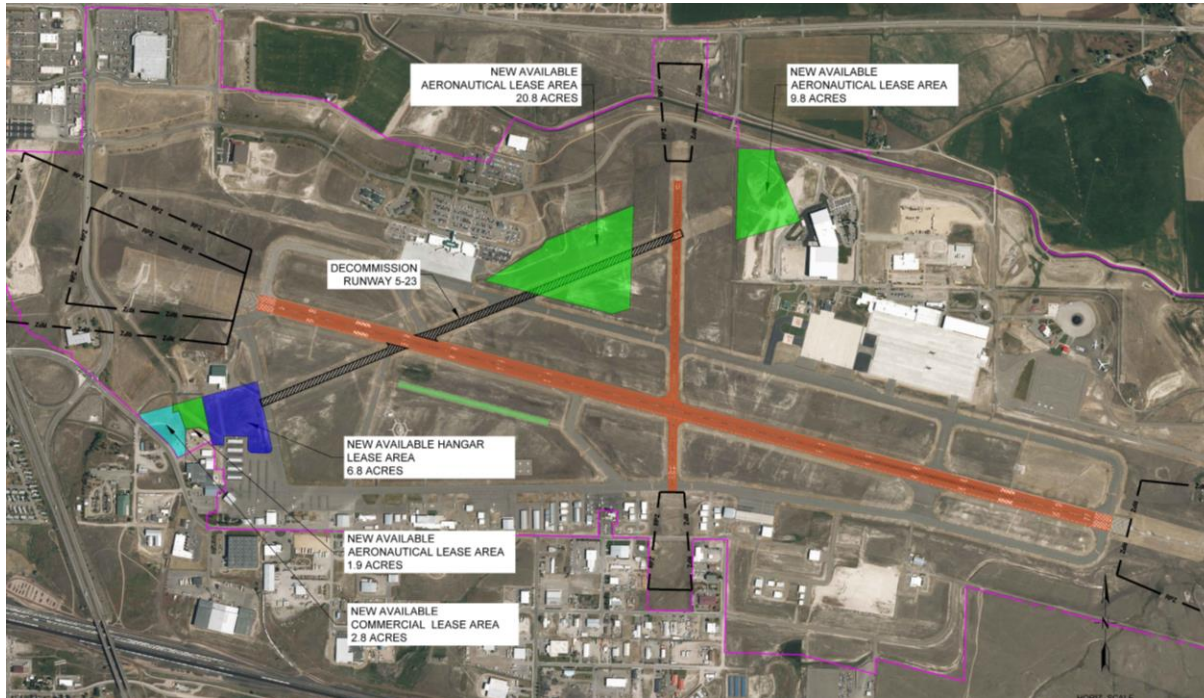 NEW AVAILABLE
AERONAUTICAL LEASE AREA
20.8 ACRES
NEW AVAILABLE
AERONAUTICAL LEASE AREA
9.8 ACRES
DECOMMISSION
RUNWAY 5-23
NEW AVAILABLE HANGAR
LEASE AREA
6.8 ACRES
NEW AVAILABLE
AERONAUTICAL LEASE AREA
1.9 ACRES
NEW AVAILABLE
COMMERCIAL LEASE AREA
2.8 ACRES